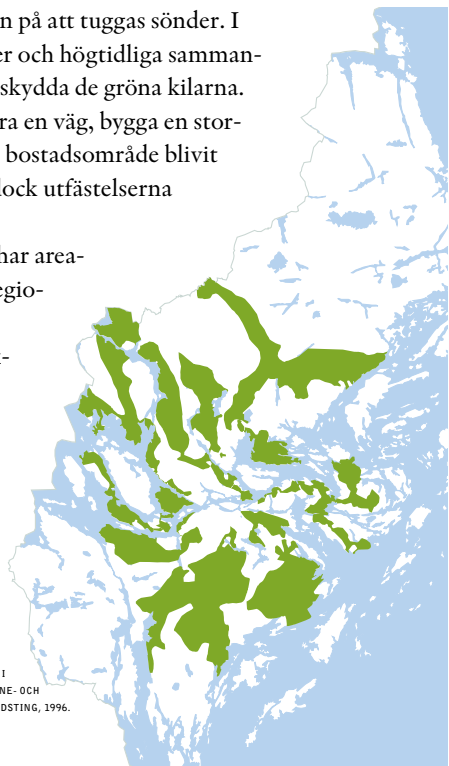 n på att tuggas sönder. I
er och högtidliga samman-
skydda de gröna kilarna.
ra en väg, bygga en stor-
bostadsområde blivit
lock utfästelserna
har area-
egio-
-
I
NE- OCH
DSTING, 1996.